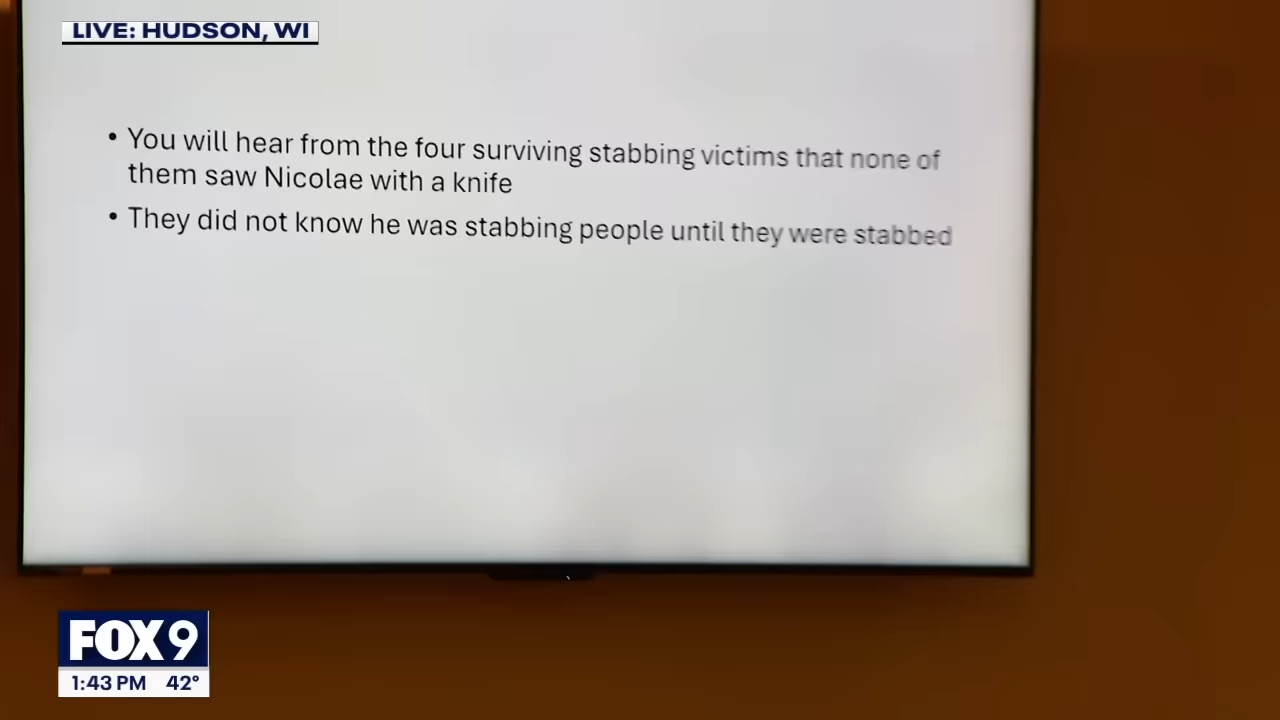 LIVE: HUDSON, WI
• You will hear from the four surviving stabbing victims that none of
them saw Nicolae with a knife
• They did not know he was stabbing people until they were stabbed
FOX 9
1:43 PM 42°